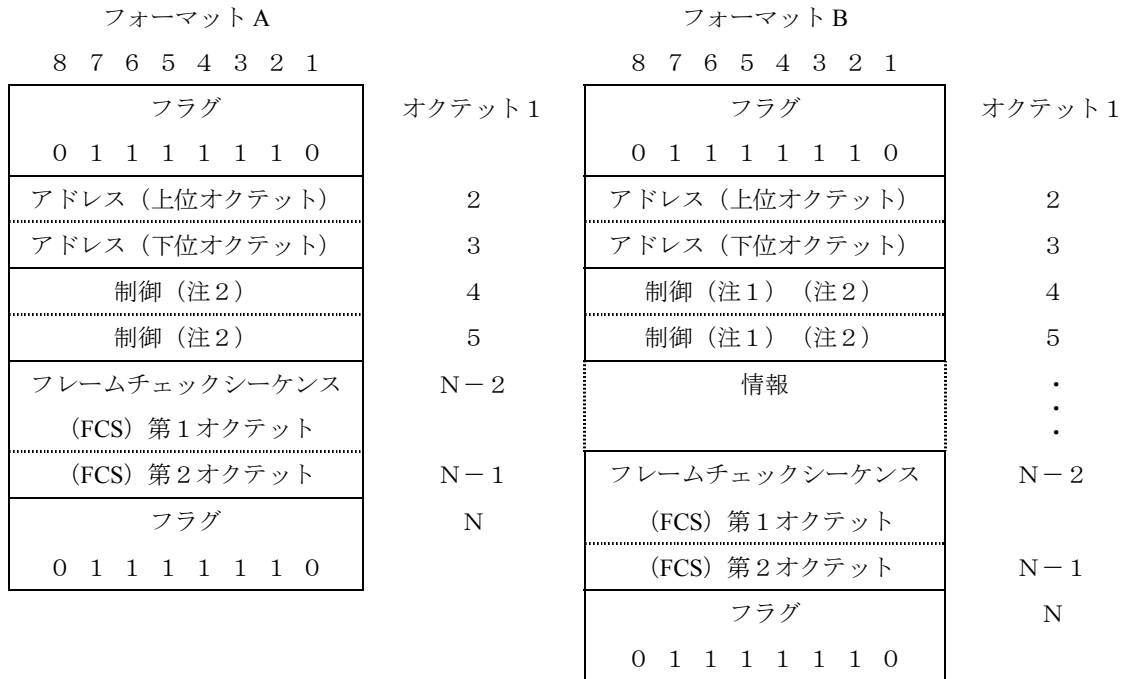 フォーマット A
８ ７ ６ ５ ４ ３ ２ １
フラグ
オクテット１
０ １ １ １ １ １ １ ０
アドレス（上位オクテット）
２
アドレス（下位オクテット）
３
制御（注２）
４
制御（注２）
５
フレームチェックシーケンス
Ｎ－２
（FCS）第１オクテット
（FCS）第２オクテット
Ｎ－１
フラグ
Ｎ
０ １ １ １ １ １ １ ０
フォーマット B
８ ７ ６ ５ ４ ３ ２ １
フラグ
オクテット１
０ １ １ １ １ １ １ ０
アドレス（上位オクテット）
２
アドレス（下位オクテット）
３
制御（注１）（注２）
４
制御（注１）（注２）
５
情報
・
・
・
フレームチェックシーケンス
Ｎ－２
（FCS）第１オクテット
（FCS）第２オクテット
Ｎ－１
フラグ
Ｎ
０ １ １ １ １ １ １ ０